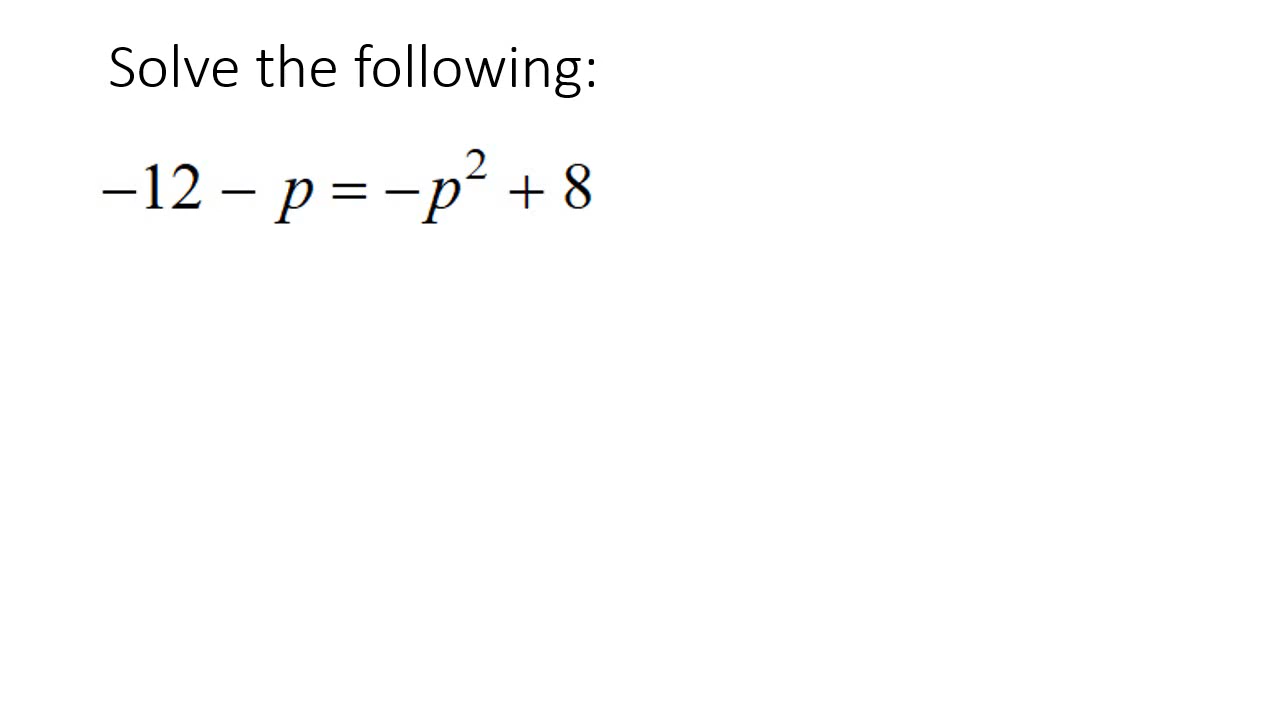 Solve the following:
−12 − p = −p² + 8